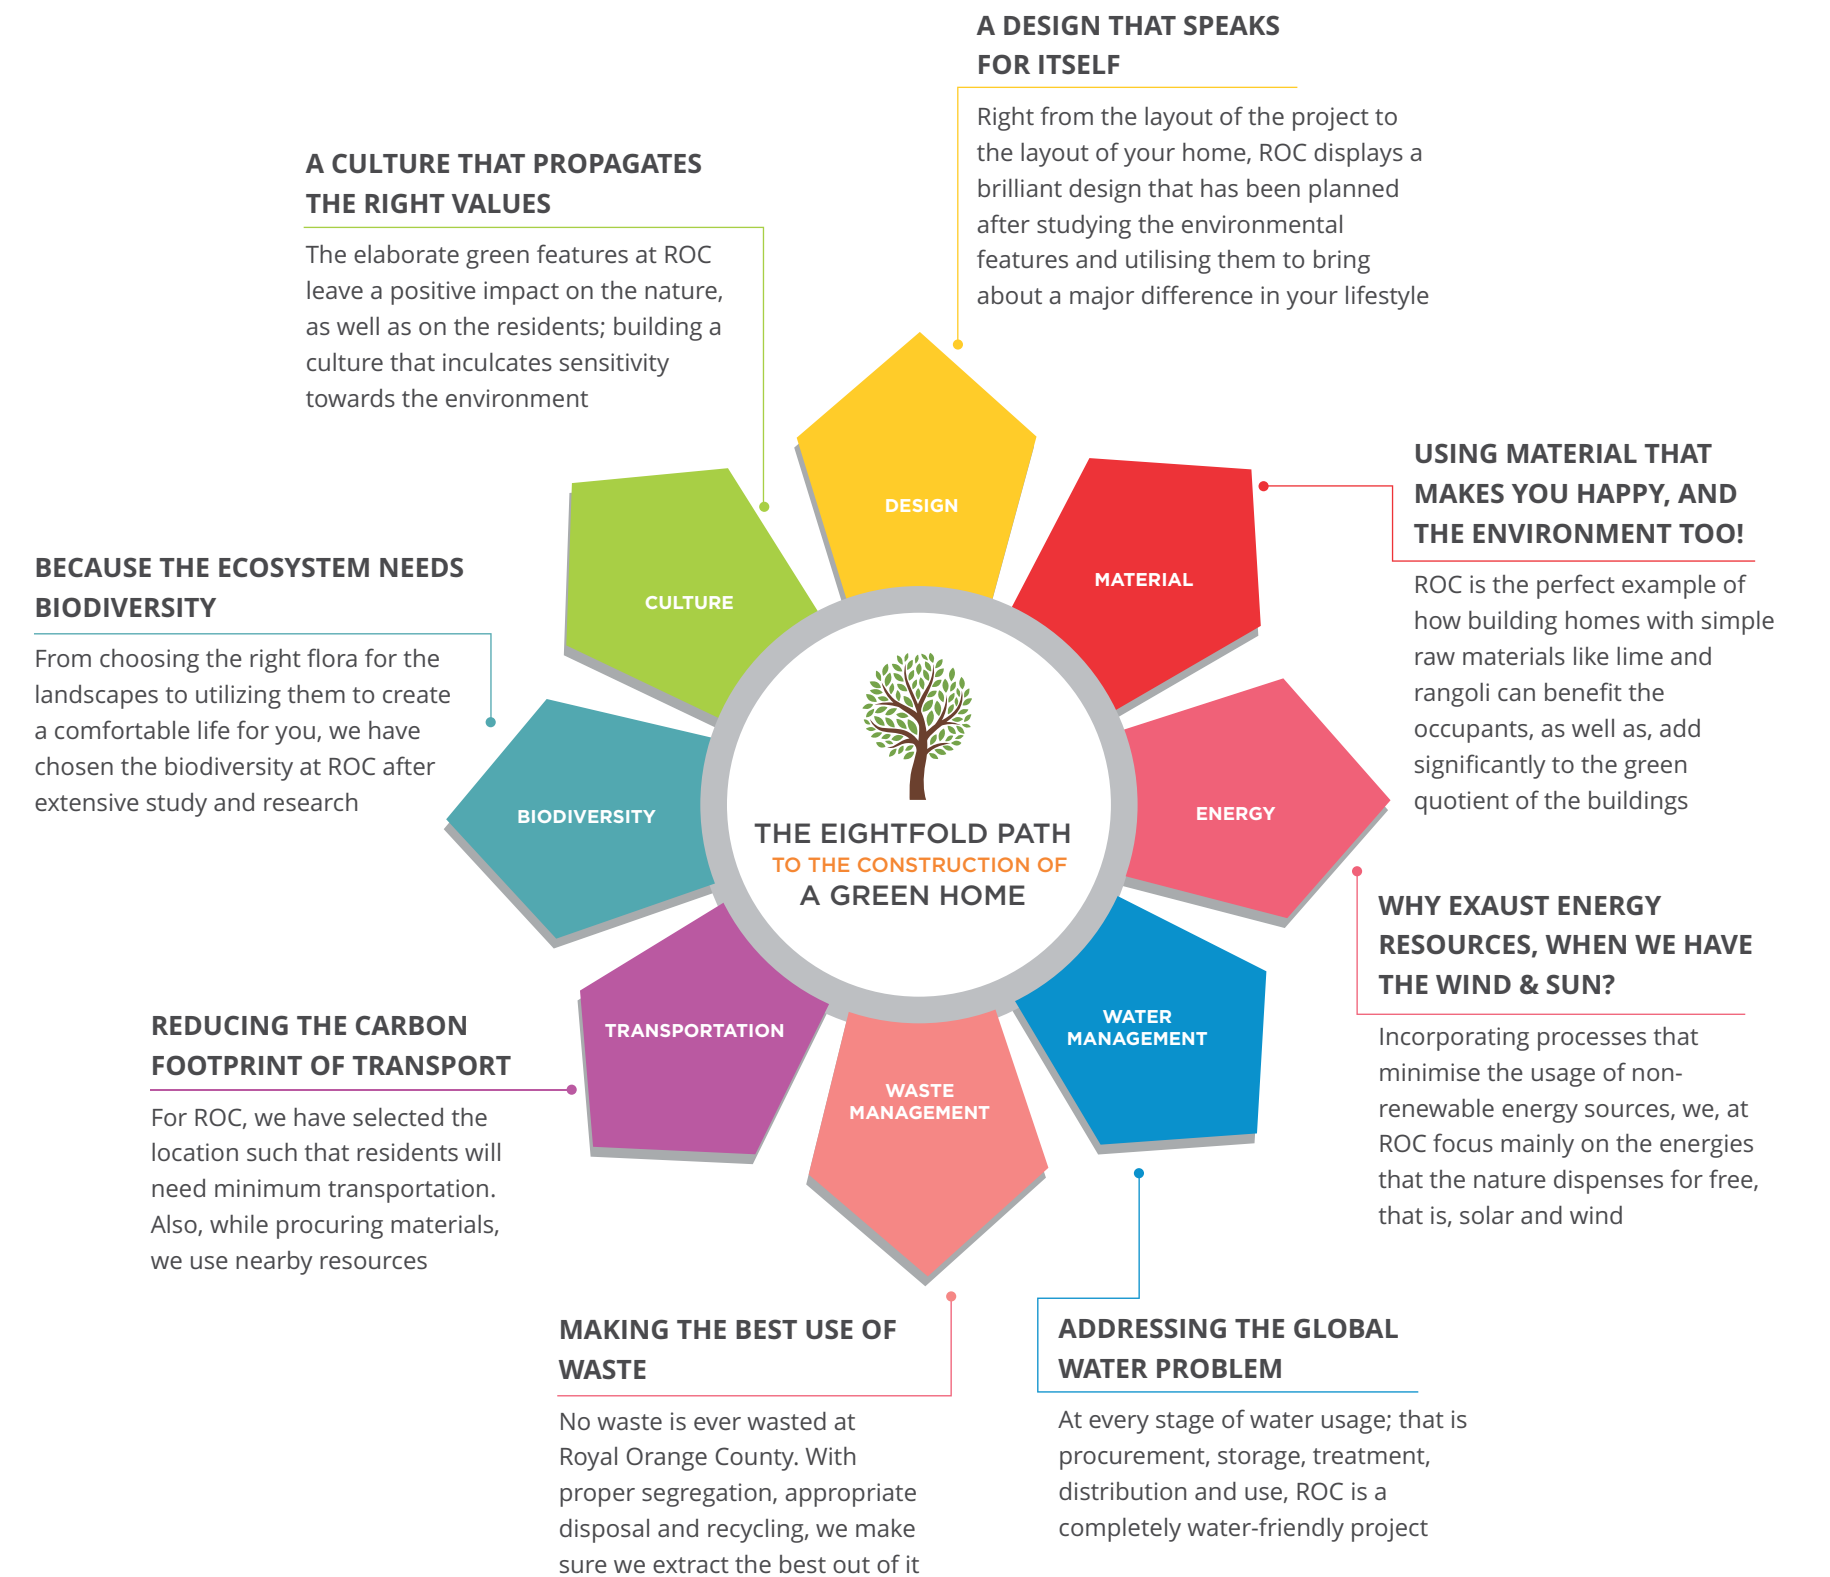 A DESIGN THAT SPEAKS
FOR ITSELF
Right from the layout of the project to
the layout of your home, ROC displays a
brilliant design that has been planned
after studying the environmental
features and utilising them to bring
about a major difference in your lifestyle
A CULTURE THAT PROPAGATES
THE RIGHT VALUES
The elaborate green features at ROC
leave a positive impact on the nature,
as well as on the residents; building a
culture that inculcates sensitivity
towards the environment
USING MATERIAL THAT
MAKES YOU HAPPY, AND
THE ENVIRONMENT TOO!
ROC is the perfect example of
how building homes with simple
raw materials like lime and
rangoli can benefit the
occupants, as well as, add
significantly to the green
quotient of the buildings
BECAUSE THE ECOSYSTEM NEEDS
BIODIVERSITY
From choosing the right flora for the
landscapes to utilizing them to create
a comfortable life for you, we have
chosen the biodiversity at ROC after
extensive study and research
DESIGN
MATERIAL
CULTURE
ENERGY
BIODIVERSITY
THE EIGHTFOLD PATH
TO THE CONSTRUCTION OF
A GREEN HOME
WATER
MANAGEMENT
TRANSPORTATION
WASTE
MANAGEMENT
WHY EXAUST ENERGY
RESOURCES, WHEN WE HAVE
THE WIND & SUN?
Incorporating processes that
minimise the usage of non-
renewable energy sources, we, at
ROC focus mainly on the energies
that the nature dispenses for free,
that is, solar and wind
REDUCING THE CARBON
FOOTPRINT OF TRANSPORT
For ROC, we have selected the
location such that residents will
need minimum transportation.
Also, while procuring materials,
we use nearby resources
MAKING THE BEST USE OF
WASTE
No waste is ever wasted at
Royal Orange County. With
proper segregation, appropriate
disposal and recycling, we make
sure we extract the best out of it
ADDRESSING THE GLOBAL
WATER PROBLEM
At every stage of water usage; that is
procurement, storage, treatment,
distribution and use, ROC is a
completely water-friendly project